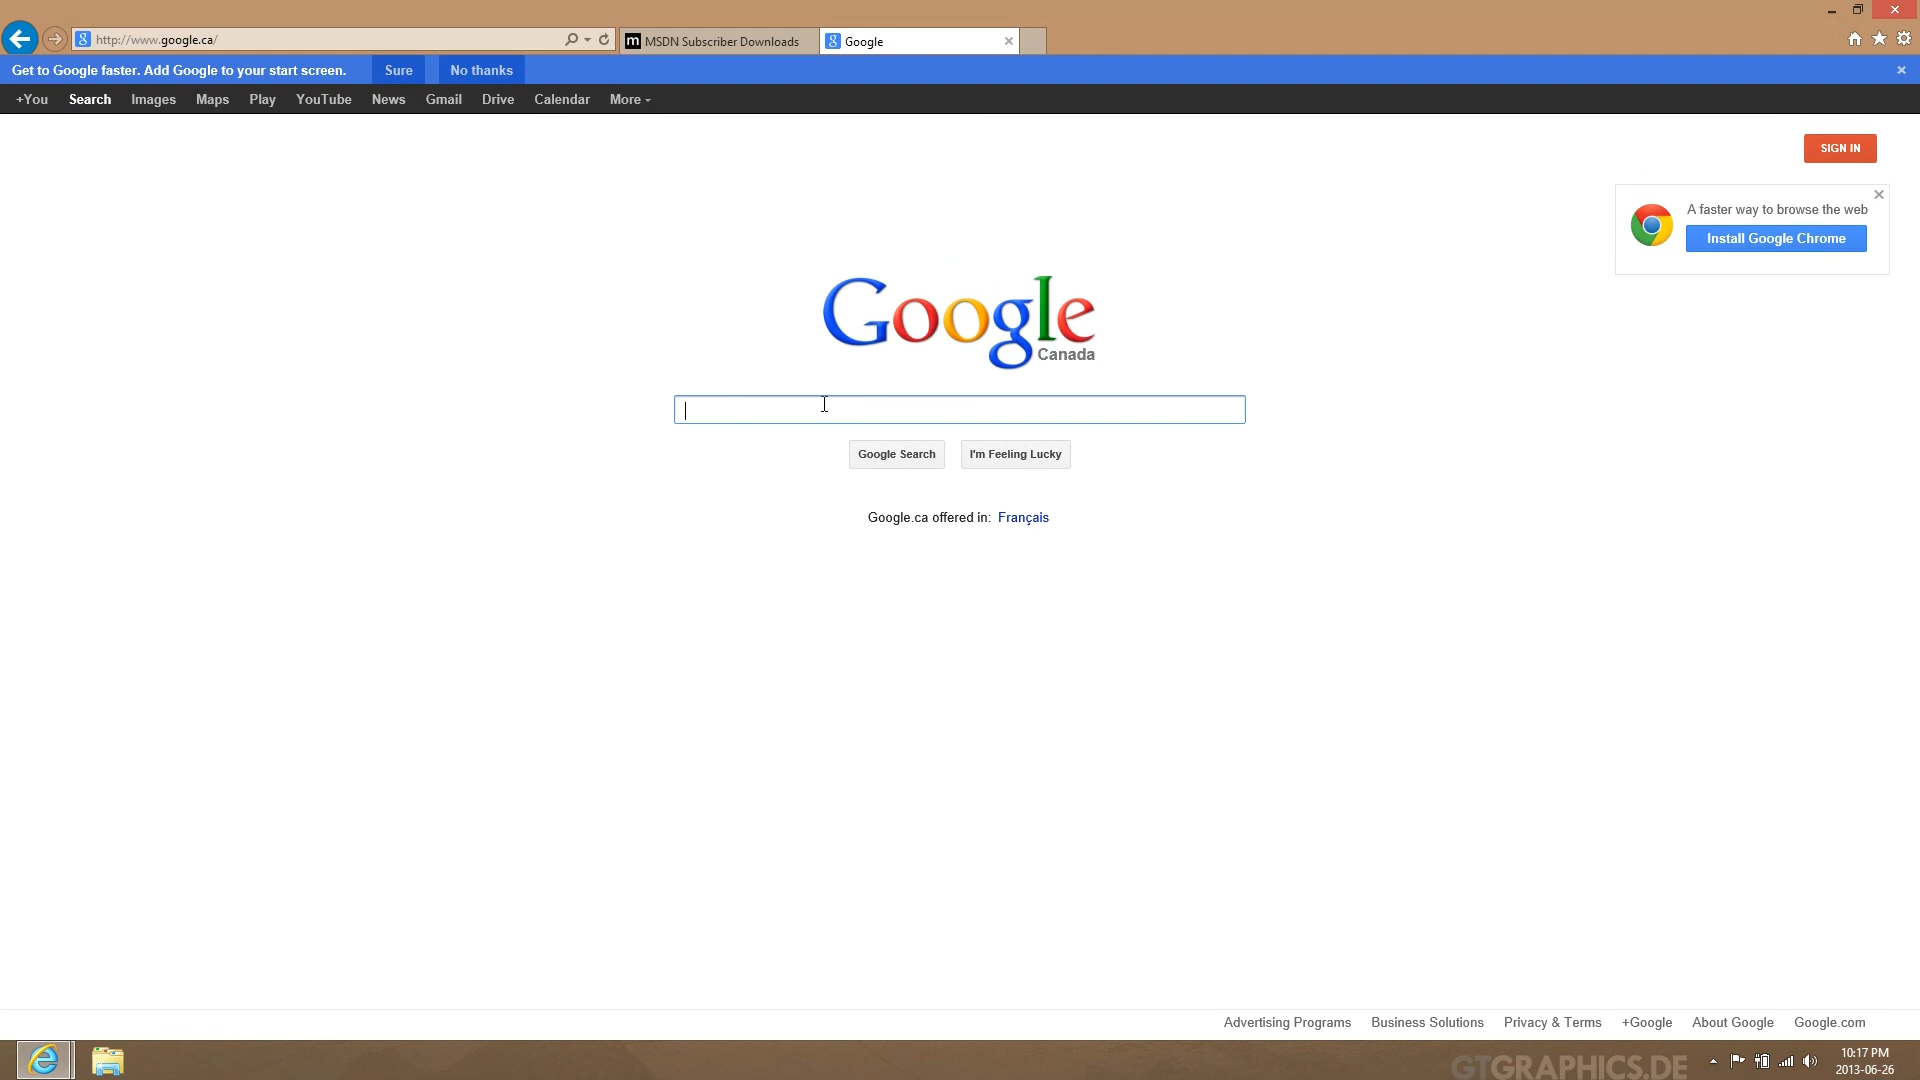 http://www.google.ca/
MSDN Subscriber Downloads
Google
Get to Google faster. Add Google to your start screen.
Sure
No thanks
+You Search Images Maps Play YouTube News Gmail Drive Calendar More
SIGN IN
A faster way to browse the web
Install Google Chrome
Google
Canada
Google Search
I'm Feeling Lucky
Google.ca offered in: Français
Advertising Programs Business Solutions Privacy & Terms +Google About Google Google.com
GTGRAPHICS.DE
10:17 PM
2013-06-26